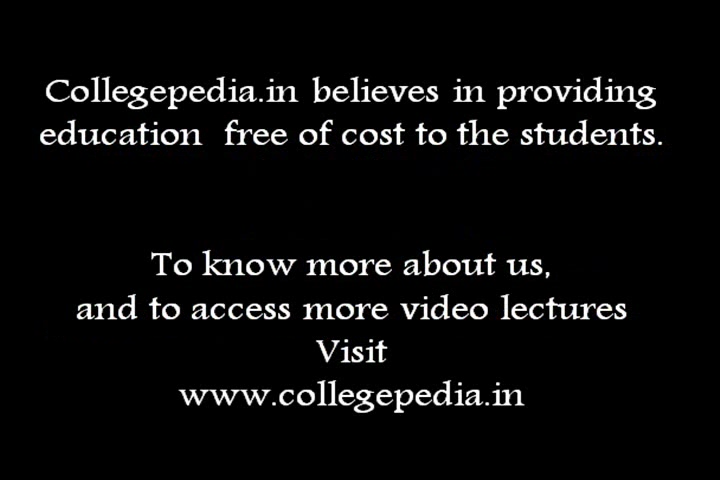 Collegepedia.in believes in providing
education free of cost to the students.
To know more about us,
and to access more video lectures
Visit
www.collegepedia.in